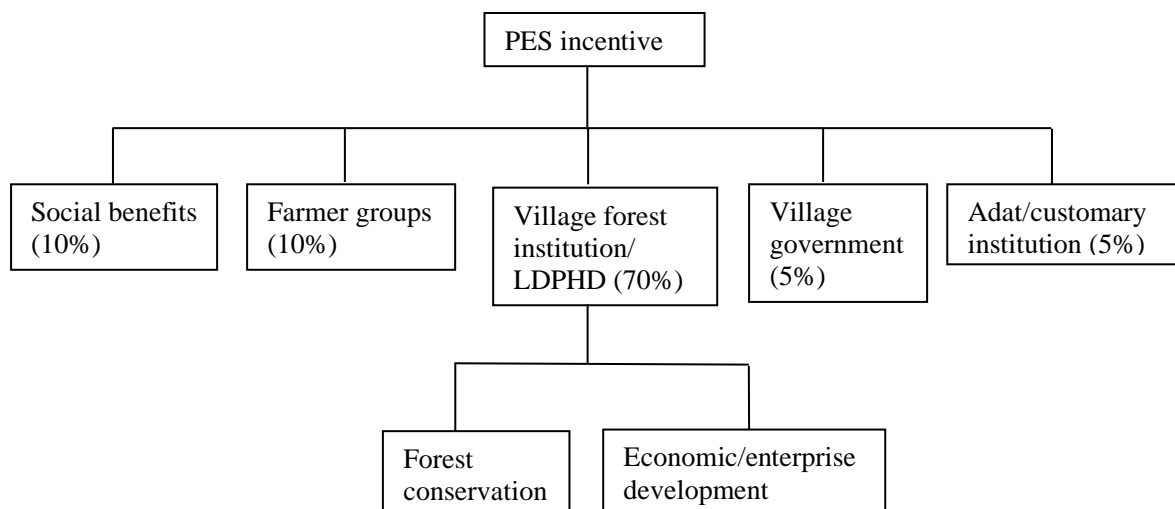 PES incentive
Social benefits
(10%)
Farmer groups
(10%)
Village forest
institution/
LDPHD (70%)
Village
government
(5%)
Adat/customary
institution (5%)
Forest
conservation
Economic/enterprise
development